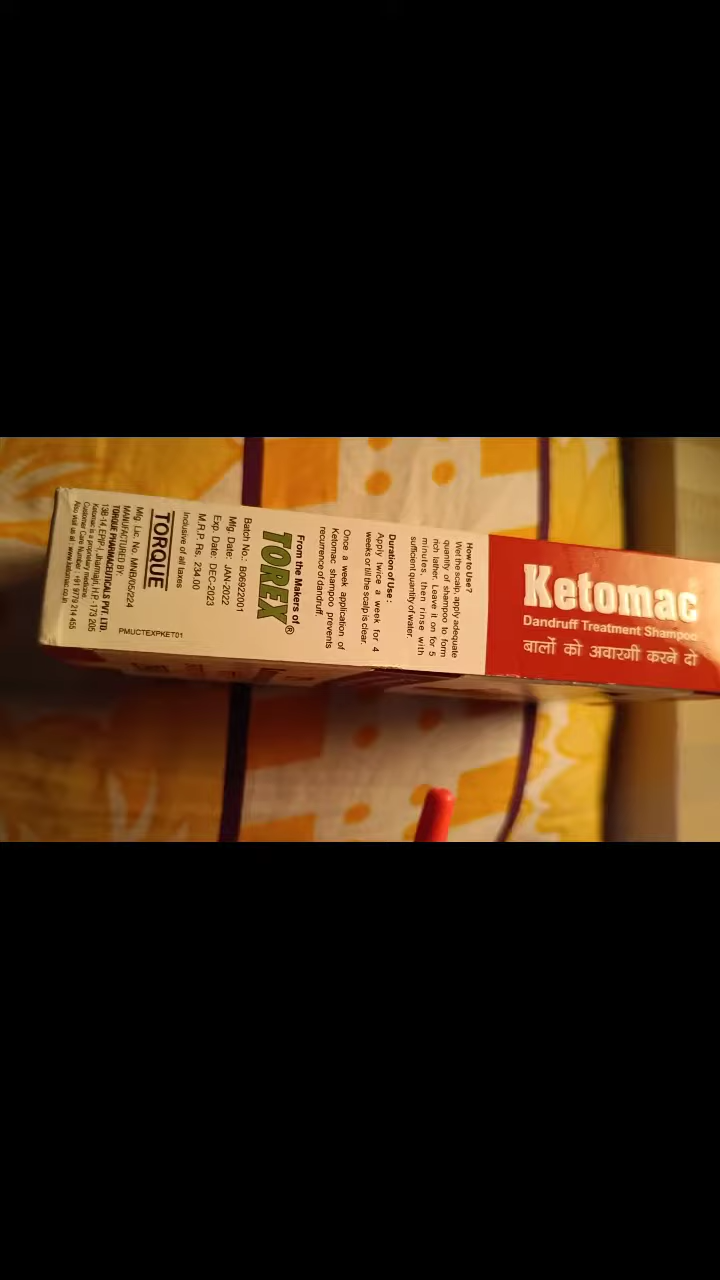 Ketomac
Dandruff Treatment Shampoo
बालों को अवारगी करने दो
How to Use?
Wet the scalp, apply adequate
quantity of shampoo to form
rich lather. Leave it on for 5
minutes, then rinse with
sufficient quantity of water.
Duration of Use :
Apply twice a week for 4
weeks or till the scalp is clear.
Once a week application of
Ketomac shampoo prevents
recurrence of dandruff.
From the Makers of
TOREX®
Batch No.: 806922001
Mfg. Date: JAN-2022
Exp. Date: DEC-2023
M.R.P. Rs. 234.00
Inclusive of all taxes
TORQUE
Mfg. Lic. No. MNB/05/224
MANUFACTURED BY:
TORQUE PHARMACEUTICALS PVT. LTD.
13B-14, EPIP-I, Jharmajri, H.P.- 173 205
Ketomac is a proprietary medicine.
Customer Care Number : +91 9779 214 455
Also visit us at : www.ketomac.co.in
PMUCTEXPKET01